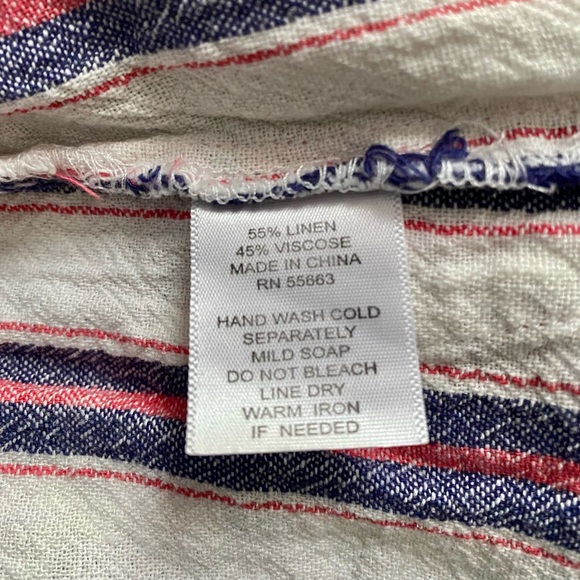 55% LINEN
45% VISCOSE
MADE IN CHINA
RN 55663
HAND WASH COLD
SEPARATELY
MILD SOAP
DO NOT BLEACH
LINE DRY
WARM IRON
IF NEEDED